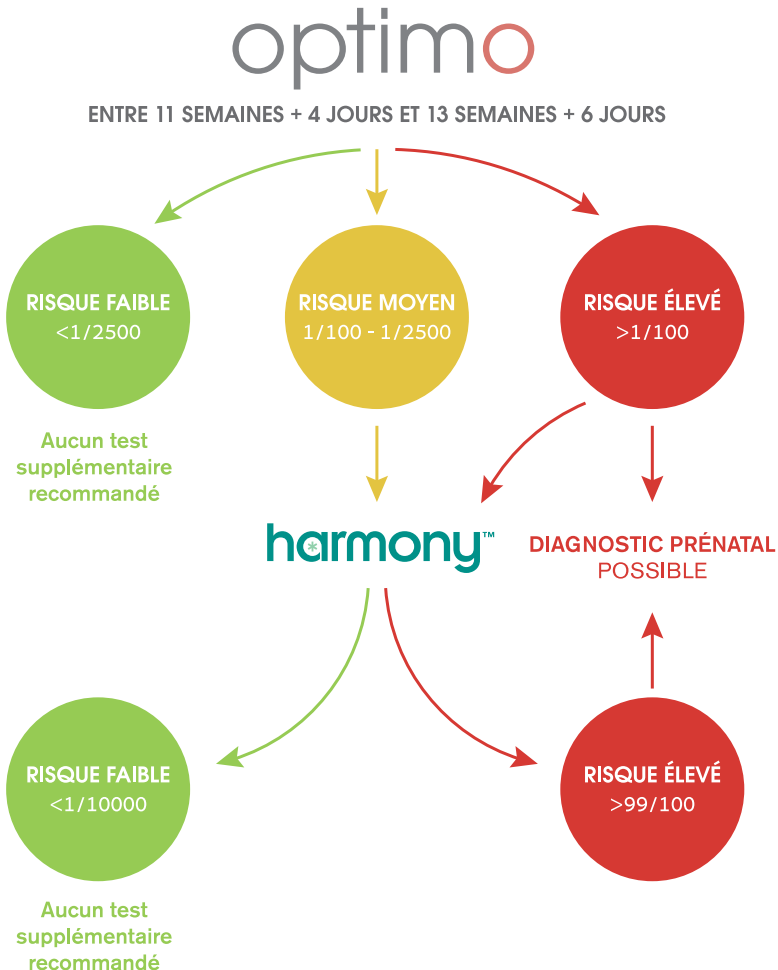 optimo
ENTRE 11 SEMAINES + 4 JOURS ET 13 SEMAINES + 6 JOURS
RISQUE FAIBLE
<1/2500
RISQUE MOYEN
1/100 - 1/2500
RISQUE ÉLEVÉ
>1/100
Aucun test
supplémentaire
recommandé
harmony™
DIAGNOSTIC PRÉNATAL
POSSIBLE
RISQUE FAIBLE
<1/10000
RISQUE ÉLEVÉ
>99/100
Aucun test
supplémentaire
recommandé